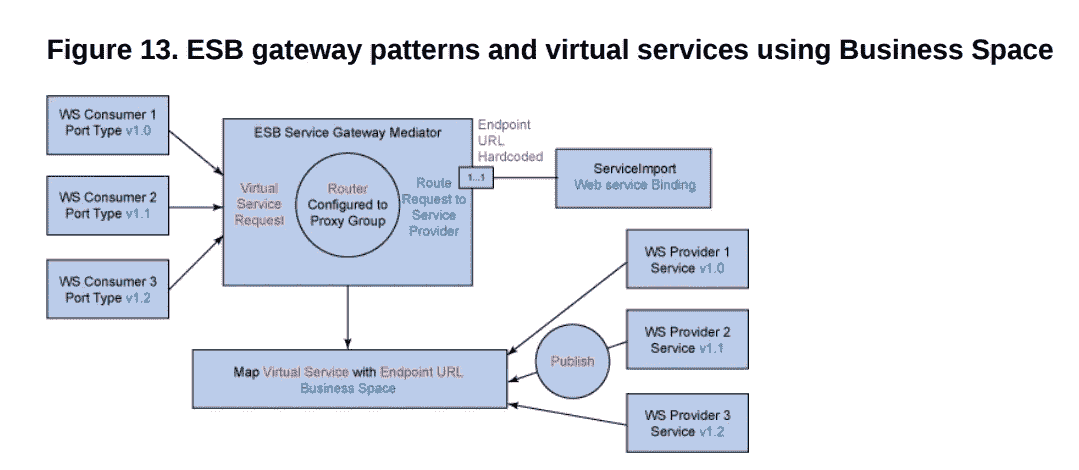 Figure 13. ESB gateway patterns and virtual services using Business Space
WS Consumer 1
Port Type v1.0
WS Consumer 2
Port Type v1.1
WS Consumer 3
Port Type v1.2
ESB Service Gateway Mediator
Virtual
Service
Request
Router
Configured to
Proxy Group
Route
Request to
Service
Provider
Endpoint
URL
Hardcoded
1...1
ServiceImport
Web service Binding
WS Provider 1
Service v1.0
WS Provider 2
Service v1.1
WS Provider 3
Service v1.2
Publish
Map Virtual Service with Endpoint URL
Business Space